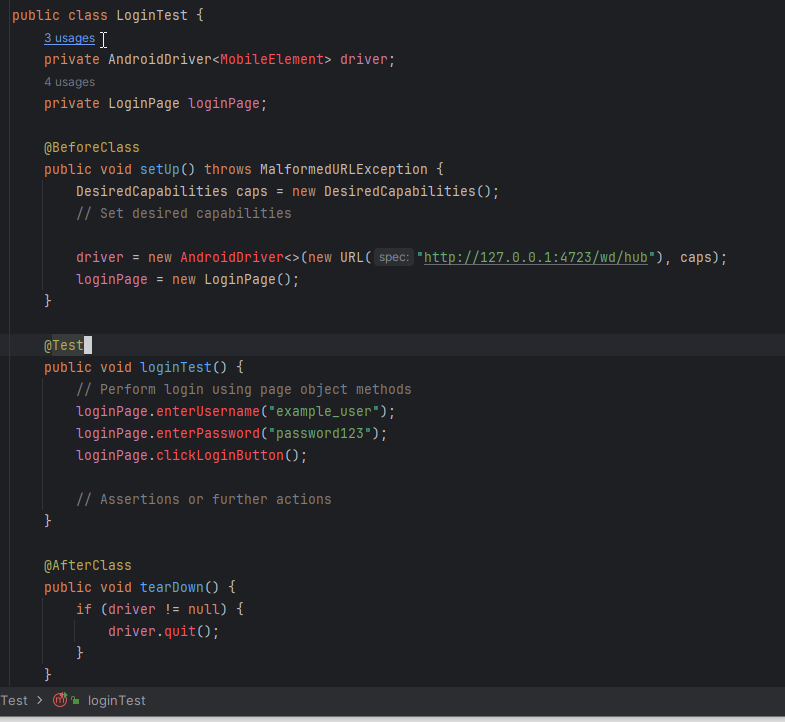 public class LoginTest {
3 usages
private AndroidDriver<MobileElement> driver;
4 usages
private LoginPage loginPage;
@BeforeClass
public void setUp() throws MalformedURLException {
DesiredCapabilities caps = new DesiredCapabilities();
// Set desired capabilities
driver = new AndroidDriver<>(new URL( spec: "http://127.0.0.1:4723/wd/hub"), caps);
loginPage = new LoginPage();
}
@Test
public void loginTest() {
// Perform login using page object methods
loginPage.enterUsername("example_user");
loginPage.enterPassword("password123");
loginPage.clickLoginButton();
// Assertions or further actions
}
@AfterClass
public void tearDown() {
if (driver != null) {
driver.quit();
}
}
Test > m loginTest